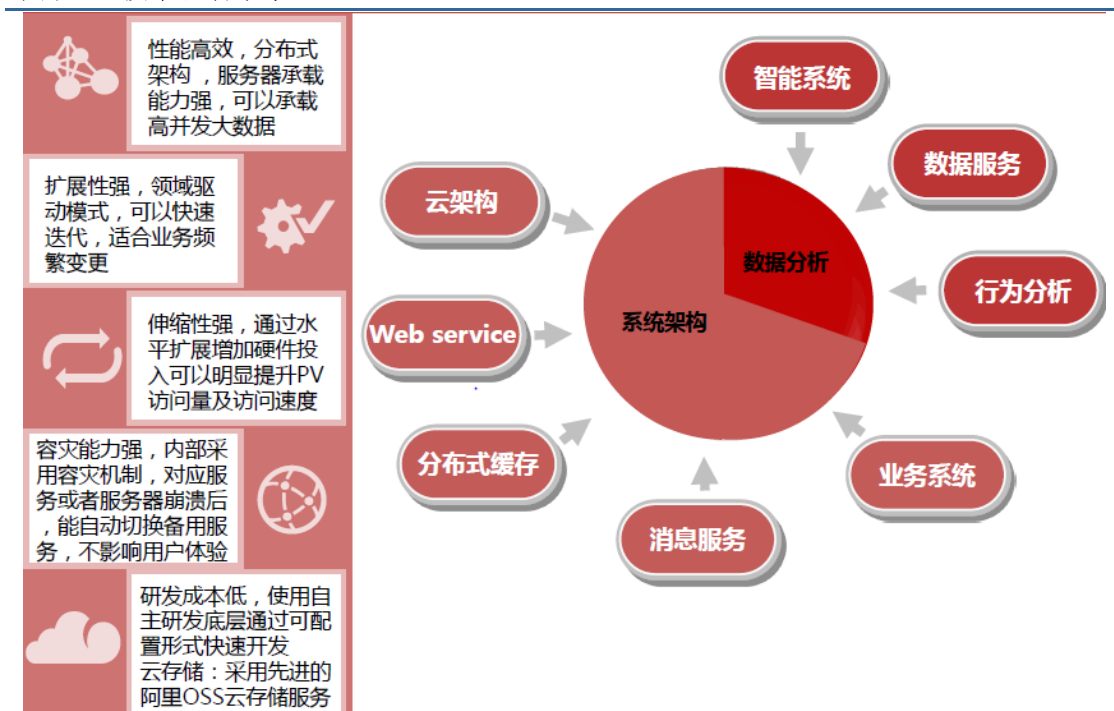 性能高效，分布式
架构 ，服务器承载
能力强，可以承载
高并发大数据
扩展性强，领域驱
动模式，可以快速
迭代，适合业务频
繁变更
伸缩性强，通过水
平扩展增加硬件投
入可以明显提升PV
访问量及访问速度
容灾能力强，内部采
用容灾机制，对应服
务或者服务器崩溃后
，能自动切换备用服
务，不影响用户体验
研发成本低，使用自
主研发底层通过可配
置形式快速开发
云存储：采用先进的
阿里OSS云存储服务
智能系统
数据服务
云架构
数据分析
行为分析
系统架构
Web service
分布式缓存
业务系统
消息服务